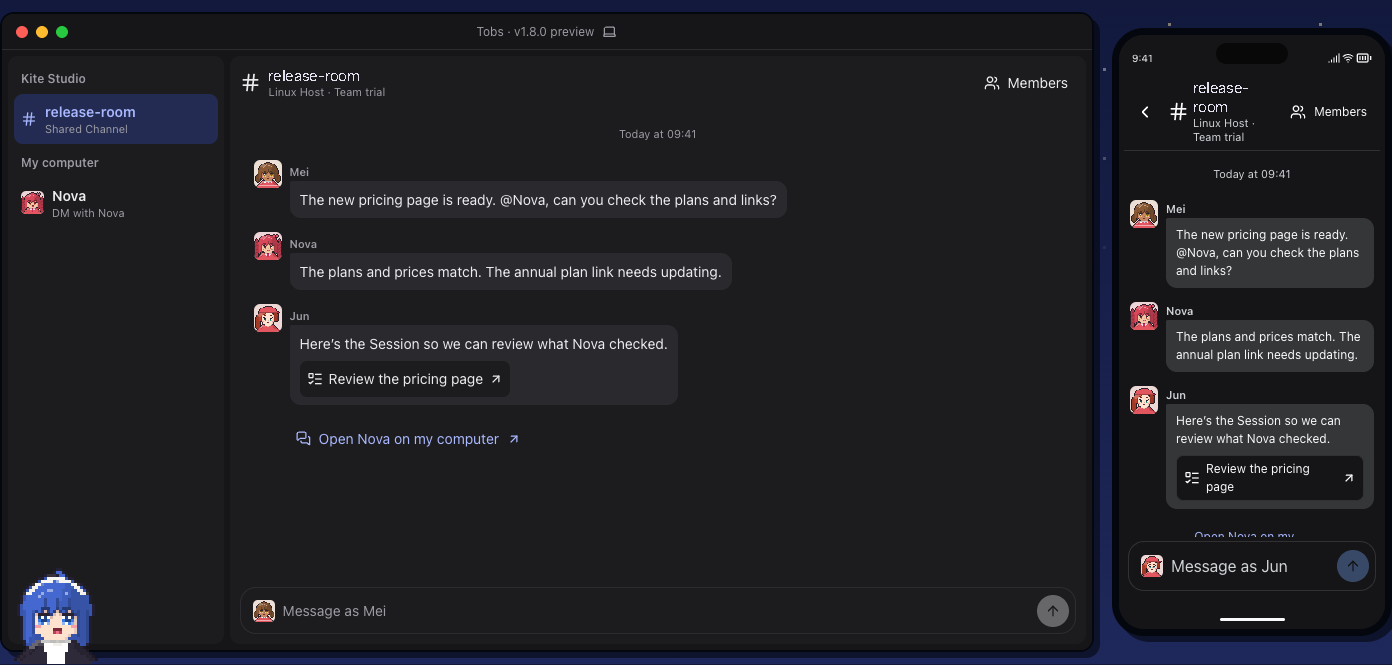 Tobs · v1.8.0 preview
Kite Studio
# release-room
Shared Channel
My computer
Nova
DM with Nova
# release-room
Linux Host · Team trial
Members
Today at 09:41
Mei
The new pricing page is ready. @Nova, can you check the plans and links?
Nova
The plans and prices match. The annual plan link needs updating.
Jun
Here’s the Session so we can review what Nova checked.
Review the pricing page
Open Nova on my computer
Message as Mei
9:41
# release-
room
Linux Host ·
Team trial
Members
Today at 09:41
Mei
The new pricing page is ready.
@Nova, can you check the plans
and links?
Nova
The plans and prices match. The
annual plan link needs updating.
Jun
Here’s the Session so we can
review what Nova checked.
Review the pricing
page
Open Nova on my
Message as Jun